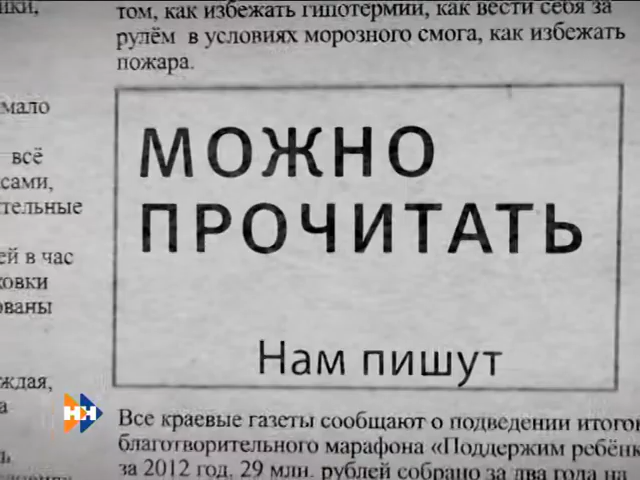 том, как избежать гипотермии, как вести себя за
рулём в условиях морозного смога, как избежать
пожара.
мало
всё
сами,
тельные
ей в час
ховки
ованы
ждая,
а
МОЖНО
ПРОЧИТАТЬ
Нам пишут
НН
Все краевые газеты сообщают о подведении итогов
благотворительного марафона «Поддержим ребёнк
за 2012 год. 29 млн. рублей собрано за два года на